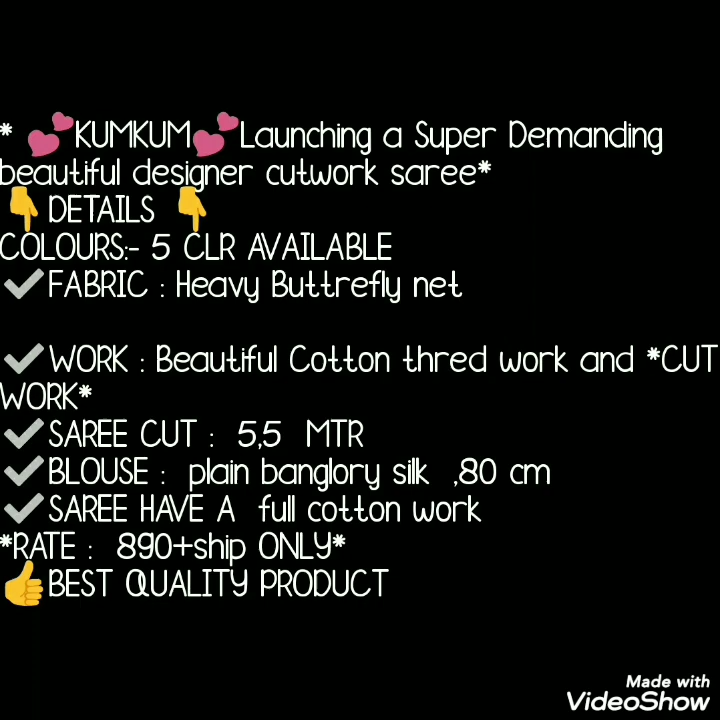 * 💕KUMKUM💕Launching a Super Demanding
beautiful designer cutwork saree*
👇DETAILS 👇
COLOURS:- 5 CLR AVAILABLE
✔FABRIC : Heavy Buttrefly net
✔WORK : Beautiful Cotton thred work and *CUT
WORK*
✔SAREE CUT :  5,5  MTR
✔BLOUSE :  plain banglory silk  ,80 cm
✔SAREE HAVE A  full cotton work
*RATE :  890+ship ONLY*
👍BEST QUALITY PRODUCT
Made with
VideoShow